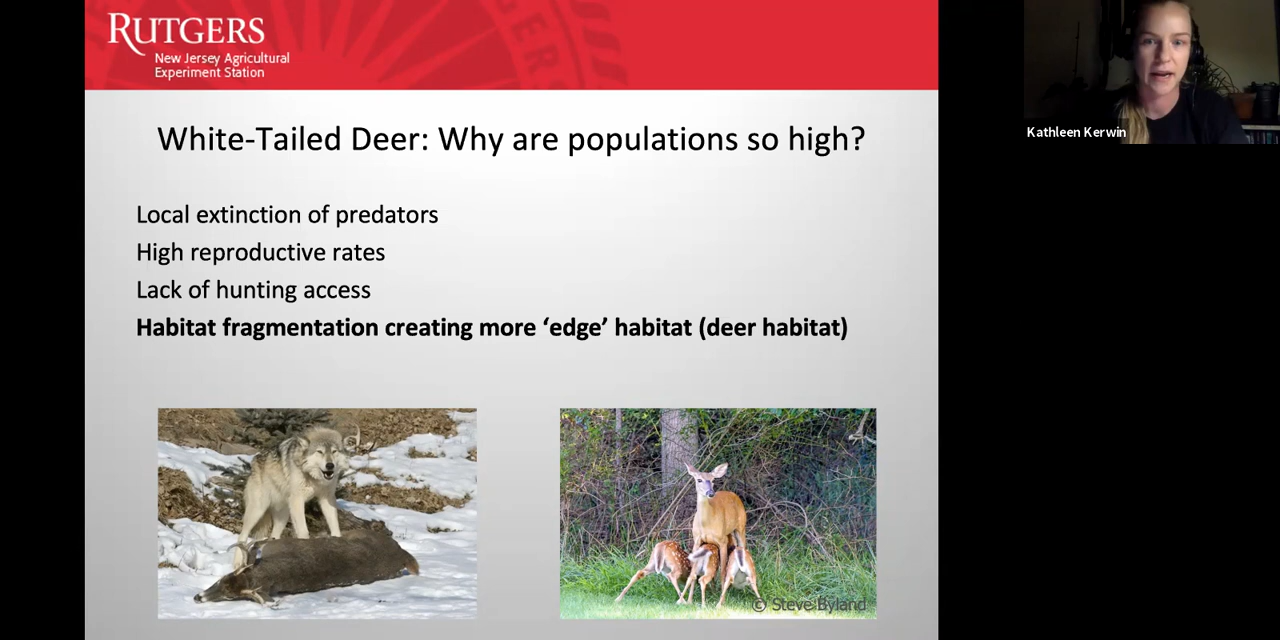 RUTGERS
New Jersey Agricultural
Experiment Station
Kathleen Kerwin
White-Tailed Deer: Why are populations so high?
Local extinction of predators
High reproductive rates
Lack of hunting access
Habitat fragmentation creating more ‘edge’ habitat (deer habitat)
© Steve Byland